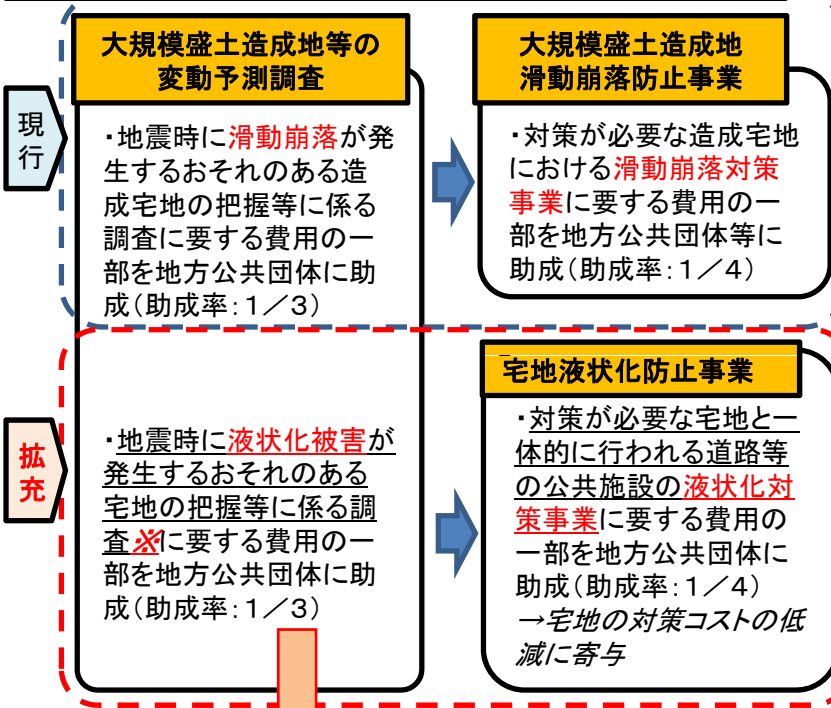 大規模盛土造成地等の
変動予測調査
大規模盛土造成地
滑動崩落防止事業
現
行
・地震時に滑動崩落が発
生するおそれのある造
成宅地の把握等に係る
調査に要する費用の一
部を地方公共団体に助
成(助成率:1/3)
・対策が必要な造成宅地
における滑動崩落対策
事業に要する費用の一
部を地方公共団体等に
助成(助成率:1/4)
拡
充
・地震時に液状化被害が
発生するおそれのある
宅地の把握等に係る調
査※に要する費用の一
部を地方公共団体に助
成(助成率:1/3)
宅地液状化防止事業
・対策が必要な宅地と一
体的に行われる道路等
の公共施設の液状化対
策事業に要する費用の
一部を地方公共団体に
助成(助成率:1/4)
→宅地の対策コストの低
減に寄与